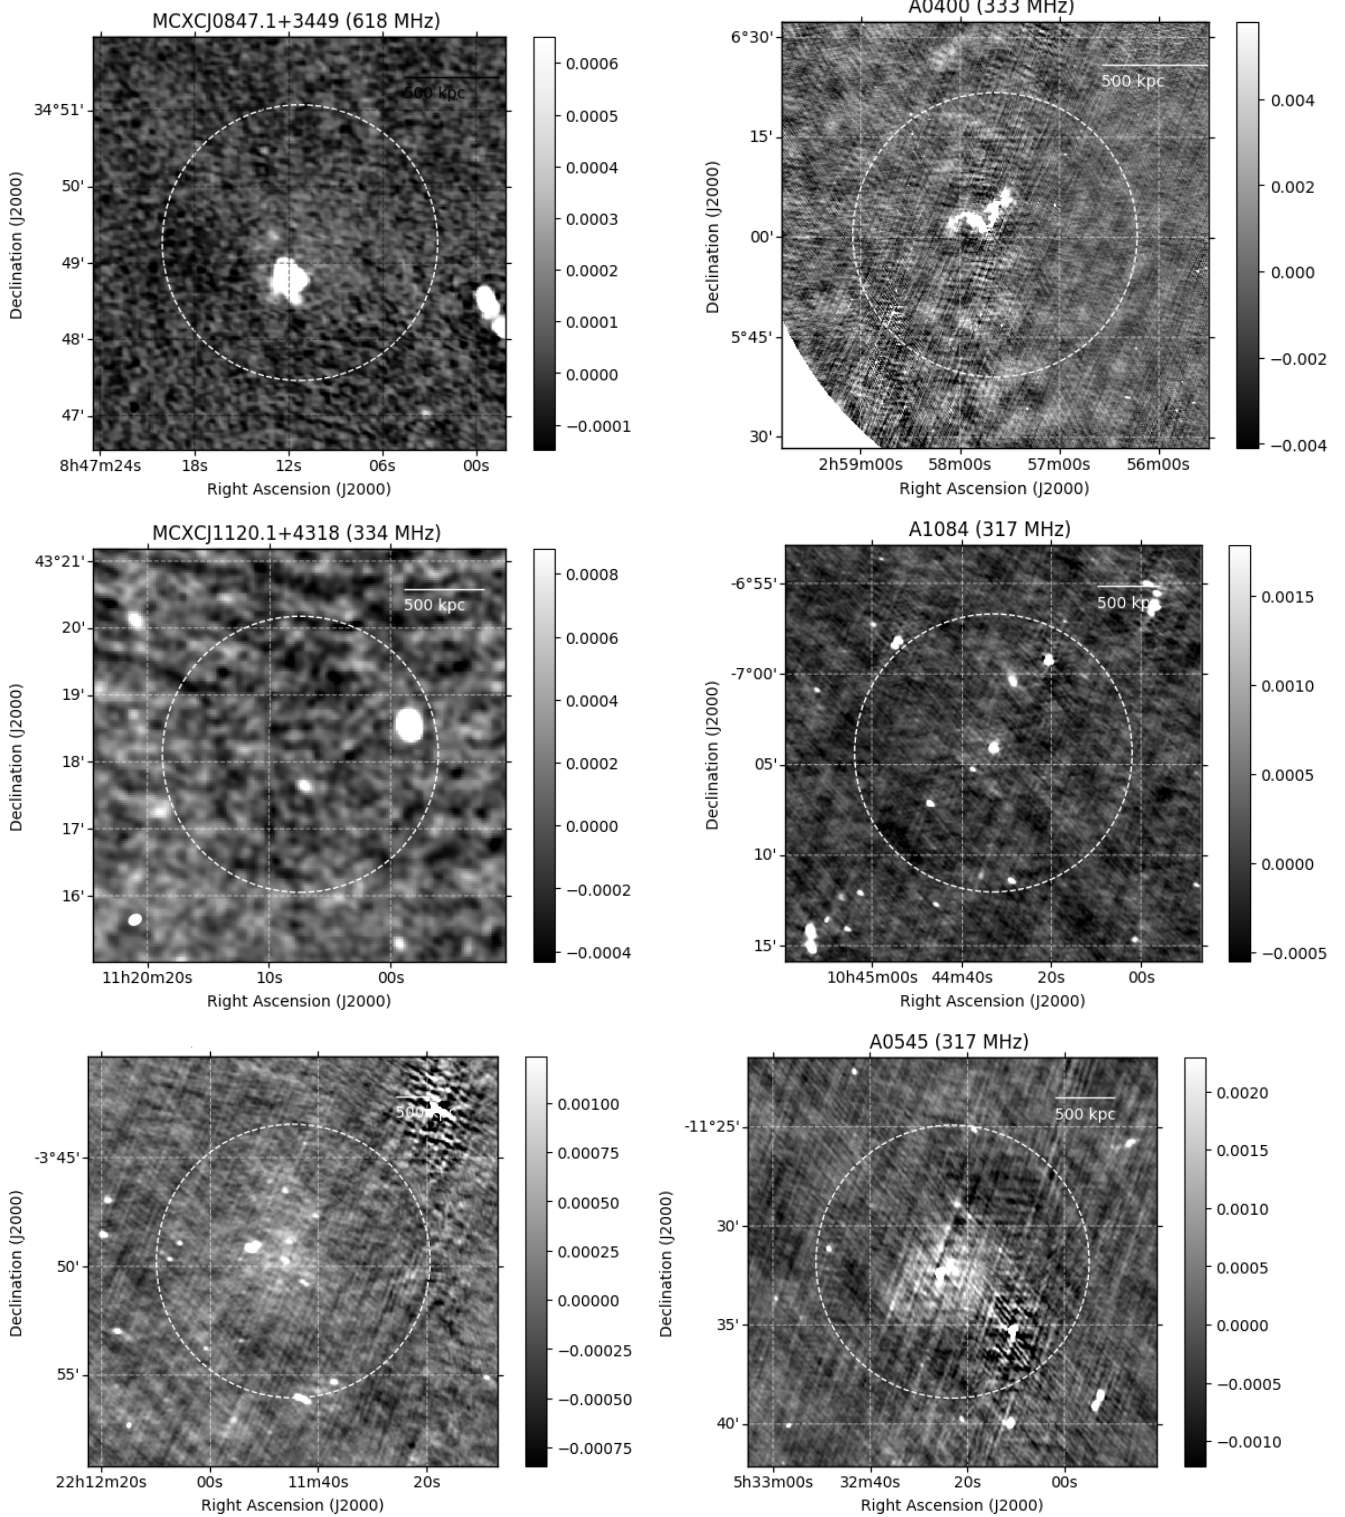 MCXCJ0847.1+3449 (618 MHz)
500 kpc
34°51'
50'
49'
48'
47'
8h47m24s 18s 12s 06s 00s
Right Ascension (J2000)
Declination (J2000)
0.0006
0.0005
0.0004
0.0003
0.0002
0.0001
0.0000
−0.0001
A0400 (333 MHz)
500 kpc
6°30'
15'
00'
5°45'
30'
2h59m00s 58m00s 57m00s 56m00s
Right Ascension (J2000)
Declination (J2000)
0.004
0.002
0.000
−0.002
−0.004
MCXCJ1120.1+4318 (334 MHz)
500 kpc
43°21'
20'
19'
18'
17'
16'
11h20m20s 10s 00s
Right Ascension (J2000)
Declination (J2000)
0.0008
0.0006
0.0004
0.0002
0.0000
−0.0002
−0.0004
A1084 (317 MHz)
500 kpc
-6°55'
-7°00'
05'
10'
15'
10h45m00s 44m40s 20s 00s
Right Ascension (J2000)
Declination (J2000)
0.0015
0.0010
0.0005
0.0000
−0.0005
500 kpc
-3°45'
50'
55'
22h12m20s 00s 11m40s 20s
Right Ascension (J2000)
Declination (J2000)
0.00100
0.00075
0.00050
0.00025
0.00000
−0.00025
−0.00050
−0.00075
A0545 (317 MHz)
500 kpc
-11°25'
30'
35'
40'
5h33m00s 32m40s 20s 00s
Right Ascension (J2000)
Declination (J2000)
0.0020
0.0015
0.0010
0.0005
0.0000
−0.0005
−0.0010